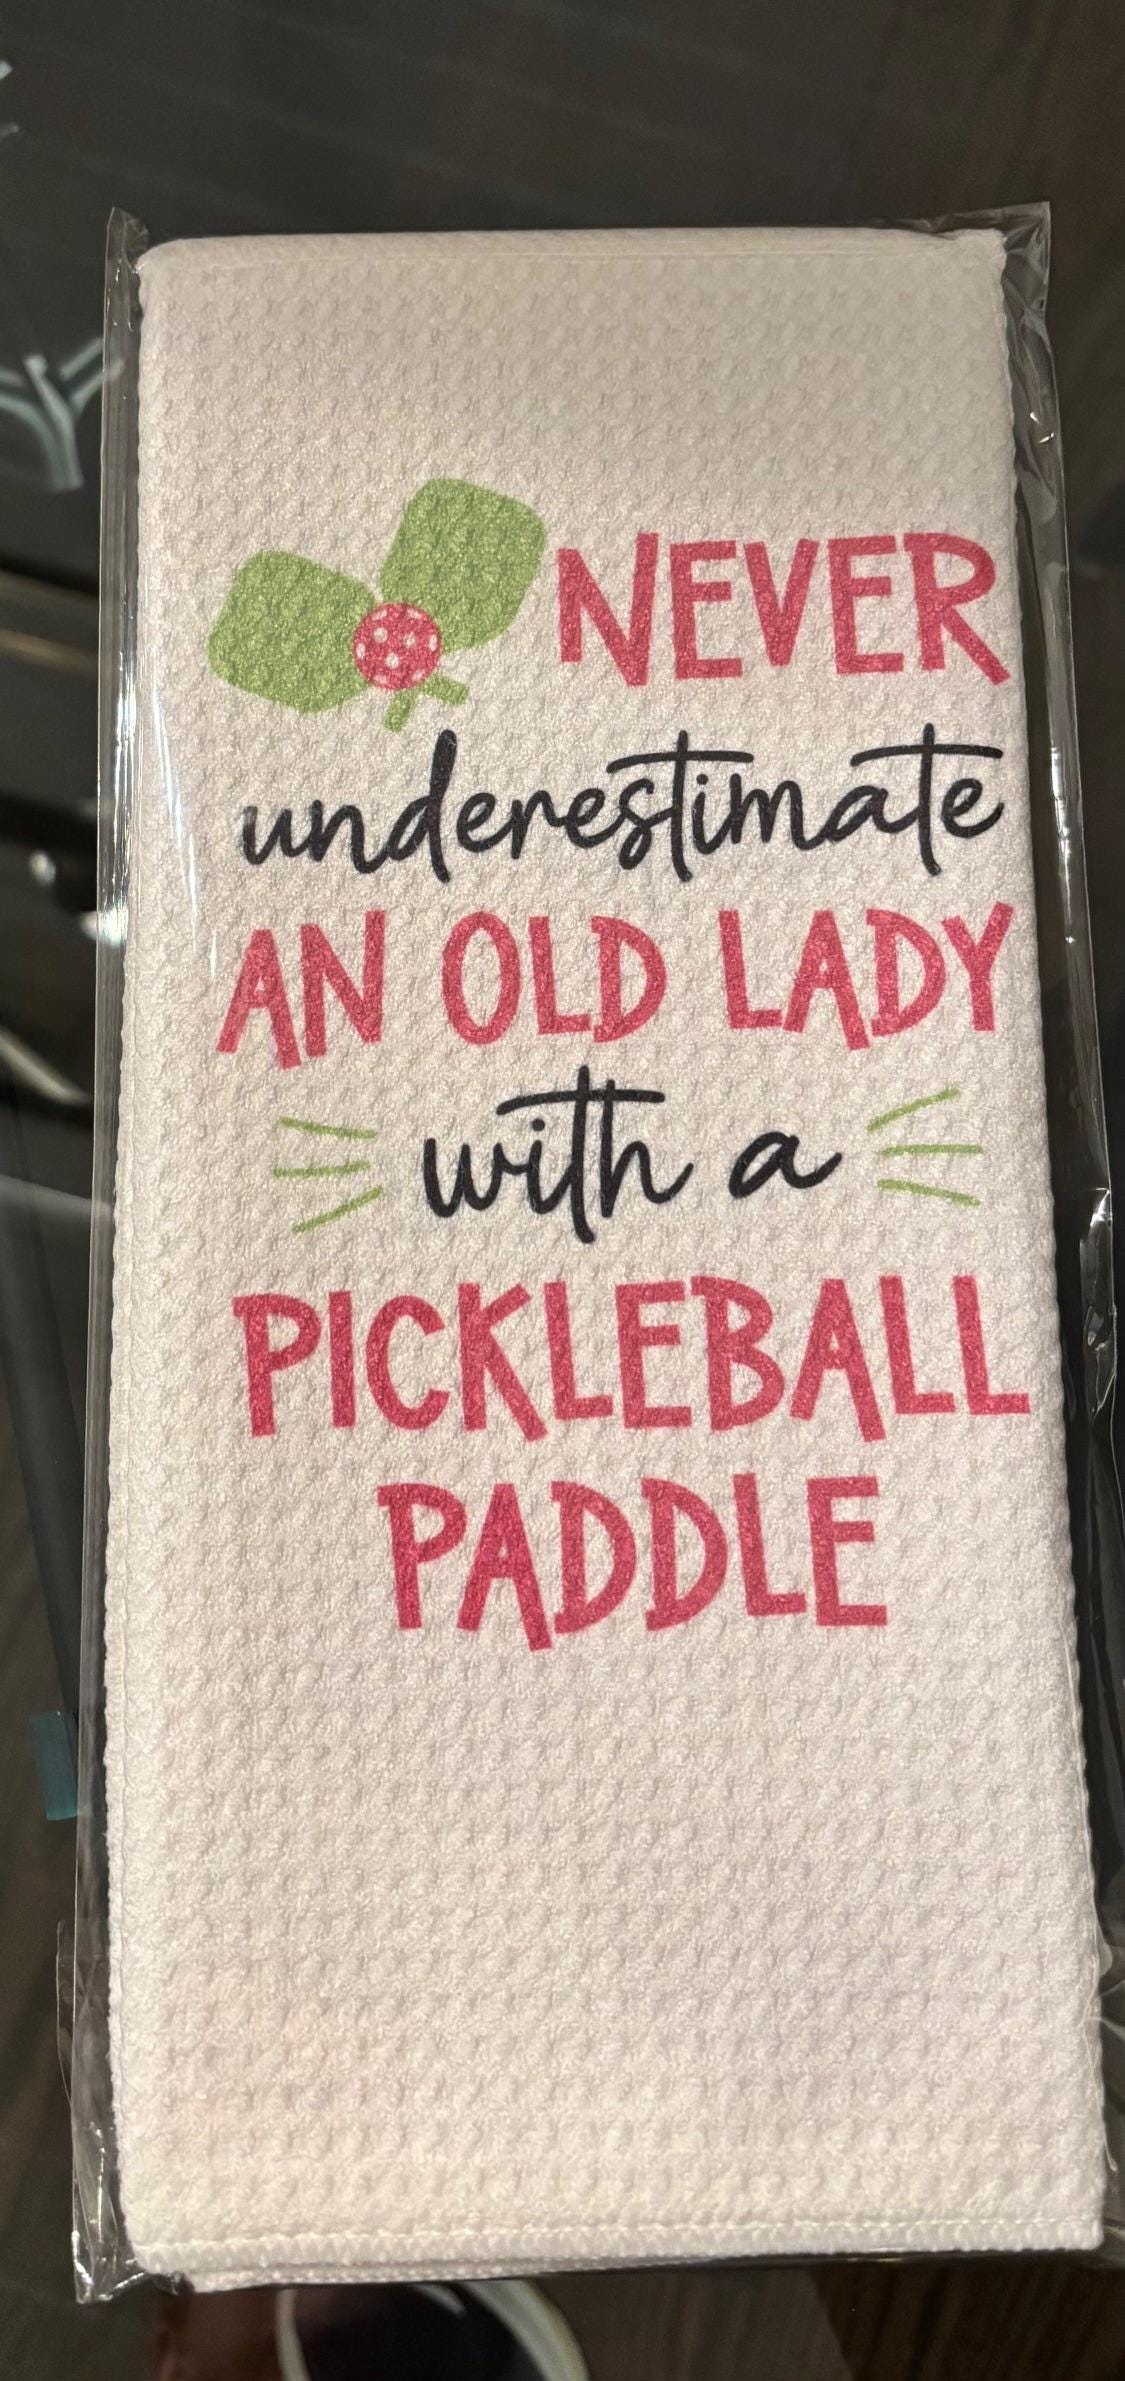 NEVER
underestimate
AN OLD LADY
with a
PICKLEBALL
PADDLE